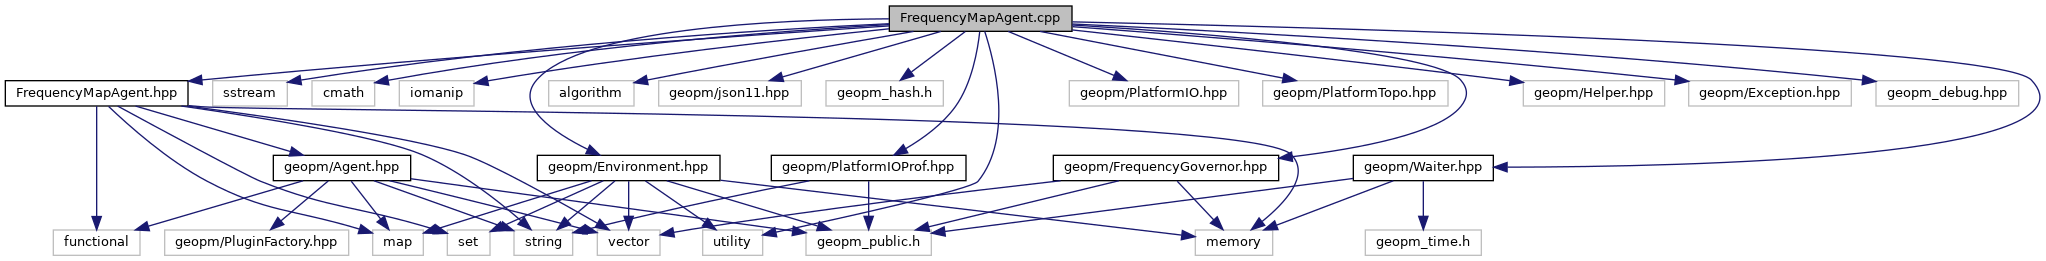 FrequencyMapAgent.cpp
FrequencyMapAgent.hpp
sstream
cmath
iomanip
algorithm
geopm/json11.hpp
geopm_hash.h
geopm/PlatformIO.hpp
geopm/PlatformTopo.hpp
geopm/Helper.hpp
geopm/Exception.hpp
geopm_debug.hpp
geopm/Agent.hpp
geopm/Environment.hpp
geopm/PlatformIOProf.hpp
geopm/FrequencyGovernor.hpp
geopm/Waiter.hpp
functional
geopm/PluginFactory.hpp
map
set
string
vector
utility
geopm_public.h
memory
geopm_time.h